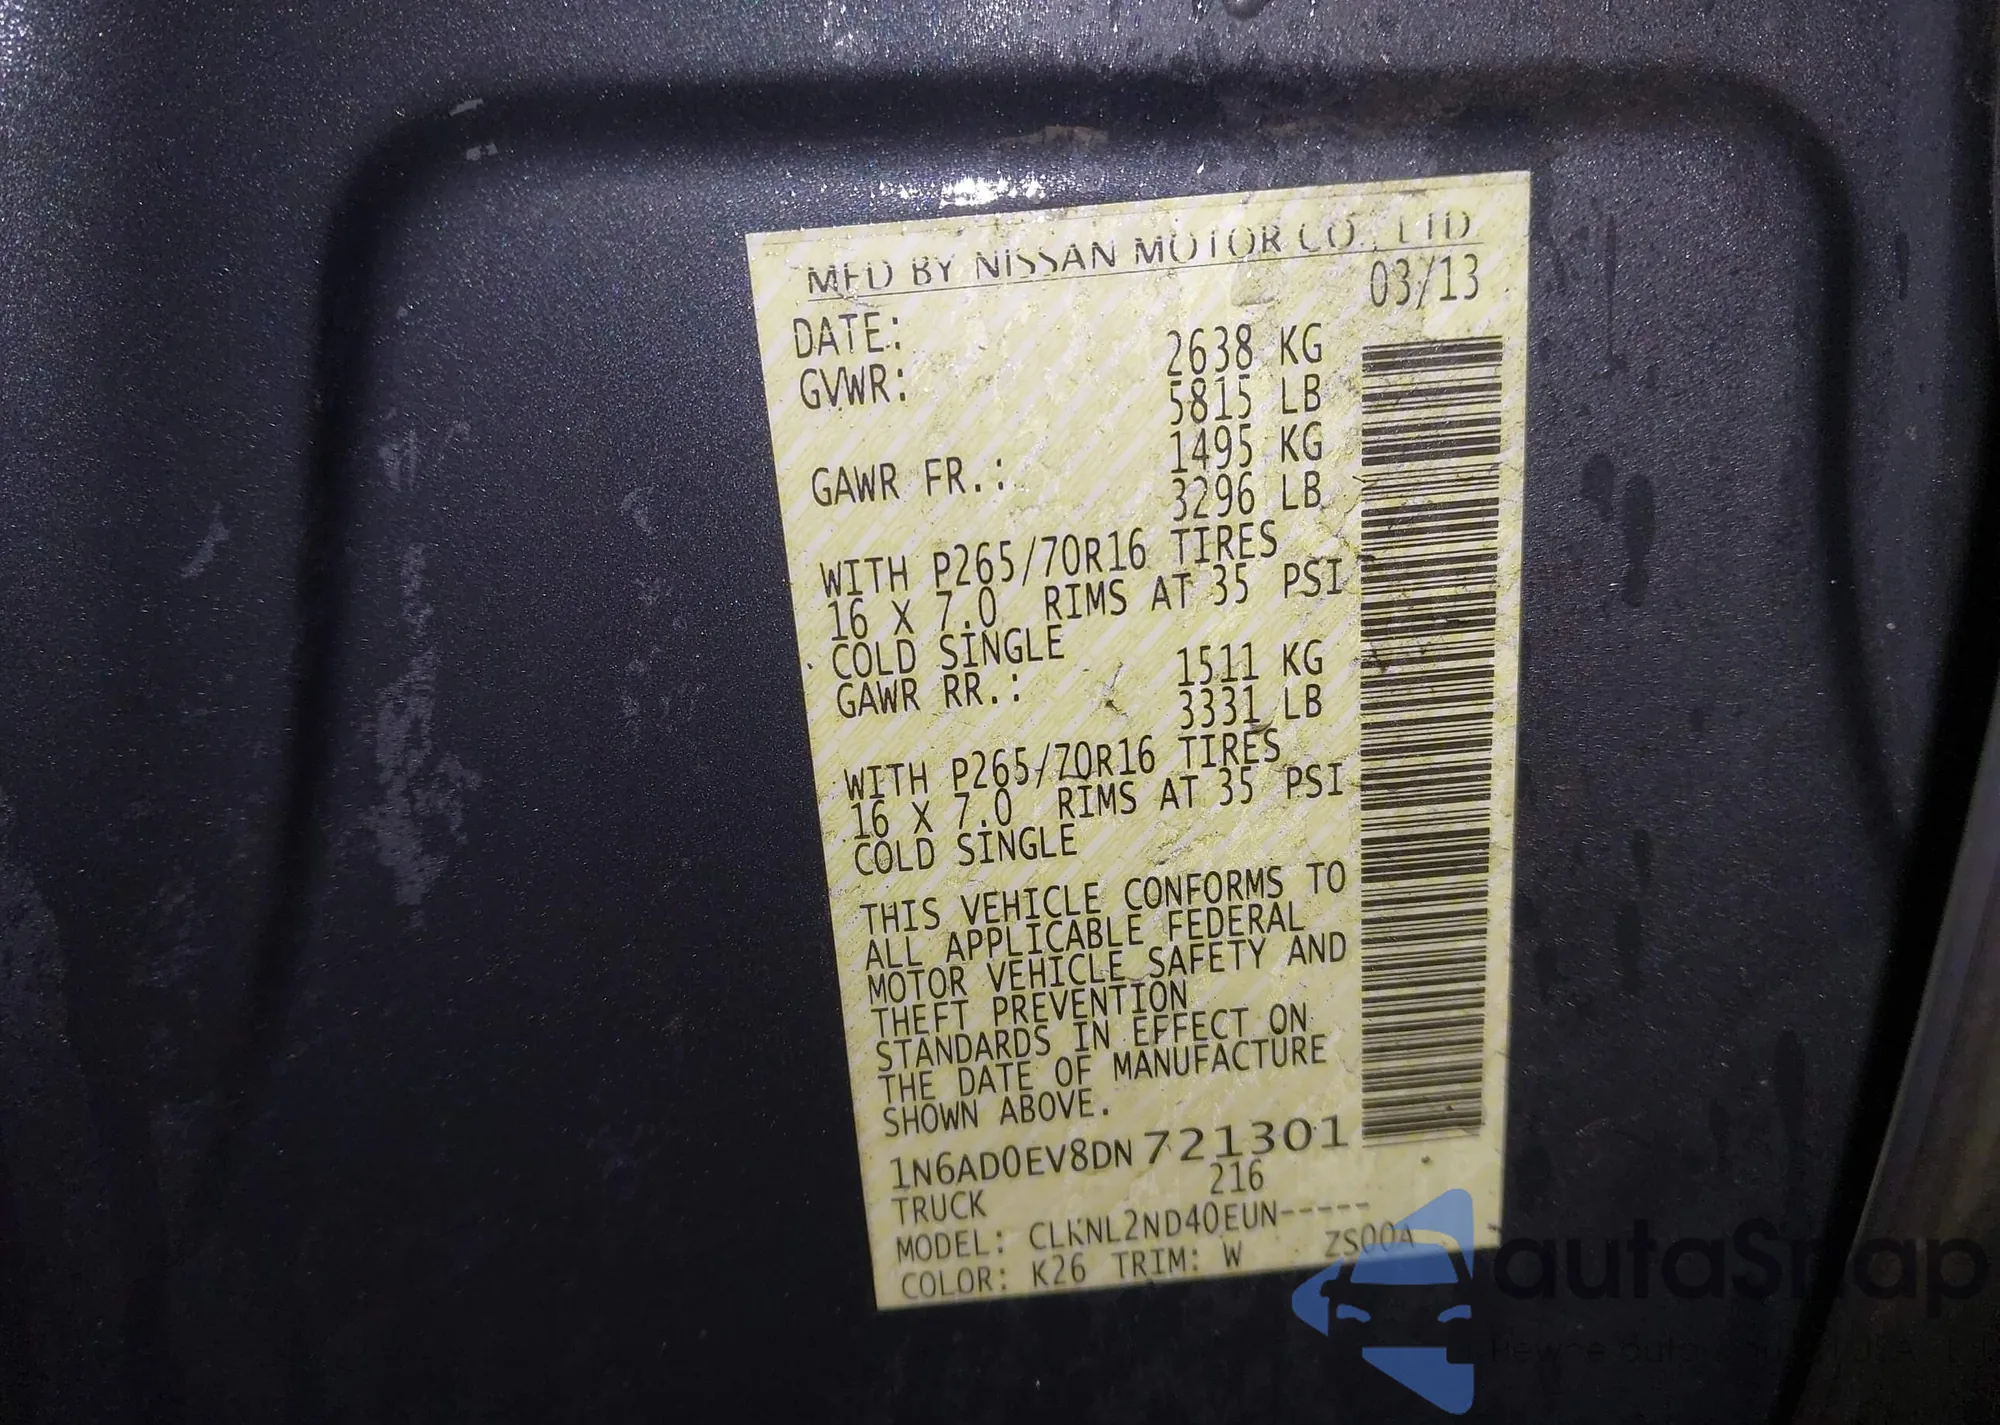 MFD BY NISSAN MOTOR CO., LTD
DATE: 03/13
GVWR: 2638 KG
5815 LB
GAWR FR.: 1495 KG
3296 LB
WITH P265/70R16 TIRES
16 X 7.0 RIMS AT 35 PSI
COLD SINGLE
GAWR RR.: 1511 KG
3331 LB
WITH P265/70R16 TIRES
16 X 7.0 RIMS AT 35 PSI
COLD SINGLE
THIS VEHICLE CONFORMS TO
ALL APPLICABLE FEDERAL
MOTOR VEHICLE SAFETY AND
THEFT PREVENTION
STANDARDS IN EFFECT ON
THE DATE OF MANUFACTURE
SHOWN ABOVE.
1N6AD0EV8DN 721301
TRUCK 216
MODEL: CLKNL2ND40EUN-----
COLOR: K26 TRIM: W ZS00A
autaSnap